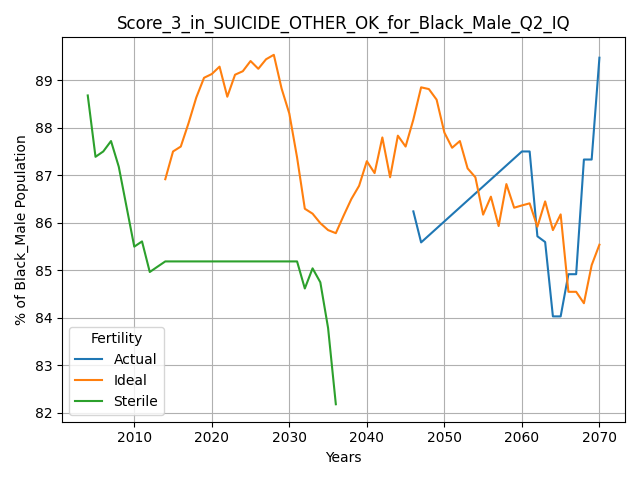 Score_3_in_SUICIDE_OTHER_OK_for_Black_Male_Q2_IQ
% of Black_Male Population
89
88
87
86
85
84
83
82
Fertility
Actual
Ideal
Sterile
2010 2020 2030 2040 2050 2060 2070
Years